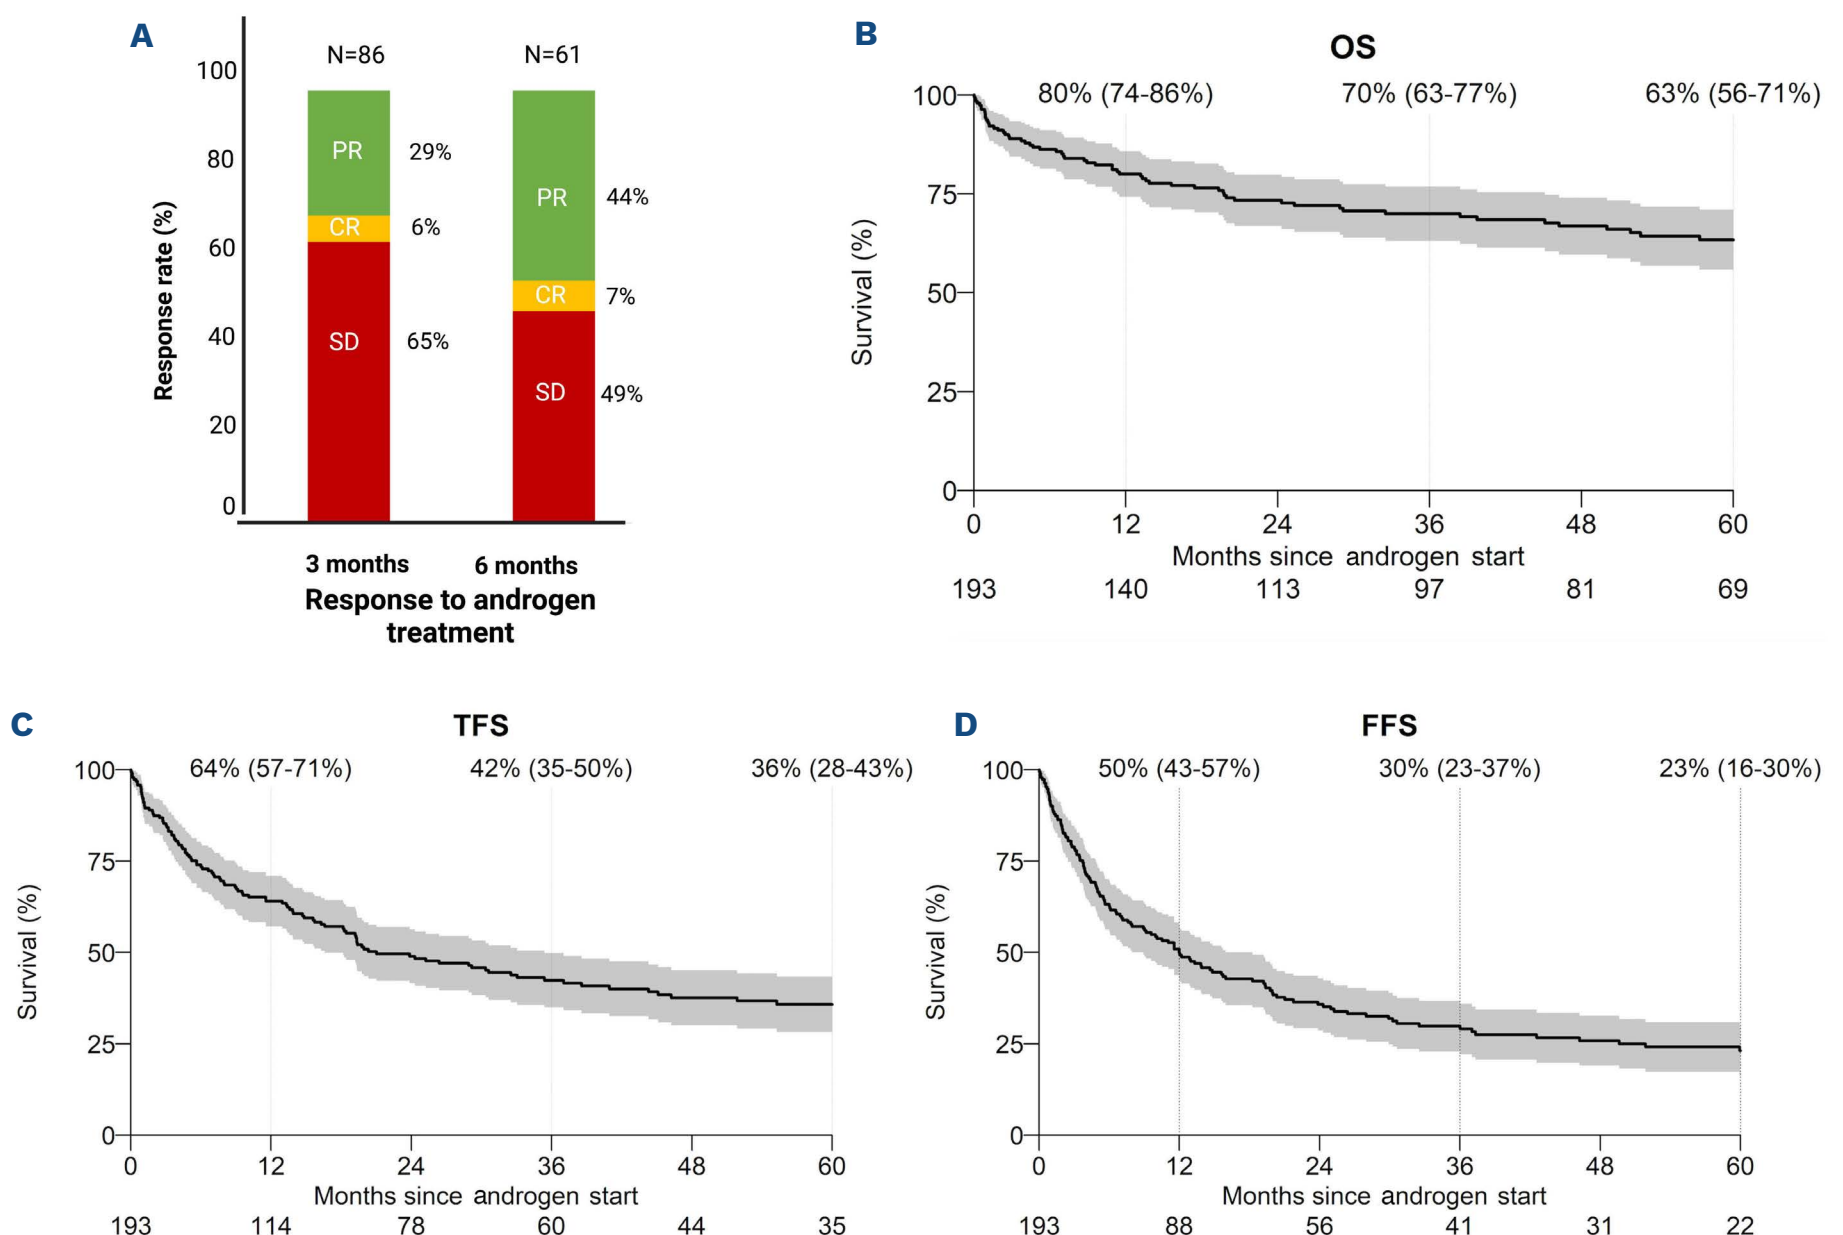 A
N=86 N=61
100
80
60
40
20
0
Response rate (%)
PR 29%
CR 6%
SD 65%
PR 44%
CR 7%
SD 49%
3 months 6 months
Response to androgen
treatment
B
OS
80% (74-86%) 70% (63-77%) 63% (56-71%)
100
75
50
25
0
Survival (%)
0 12 24 36 48 60
Months since androgen start
193 140 113 97 81 69
C
TFS
64% (57-71%) 42% (35-50%) 36% (28-43%)
100
75
50
25
0
Survival (%)
0 12 24 36 48 60
Months since androgen start
193 114 78 60 44 35
D
FFS
50% (43-57%) 30% (23-37%) 23% (16-30%)
100
75
50
25
0
Survival (%)
0 12 24 36 48 60
Months since androgen start
193 88 56 41 31 22